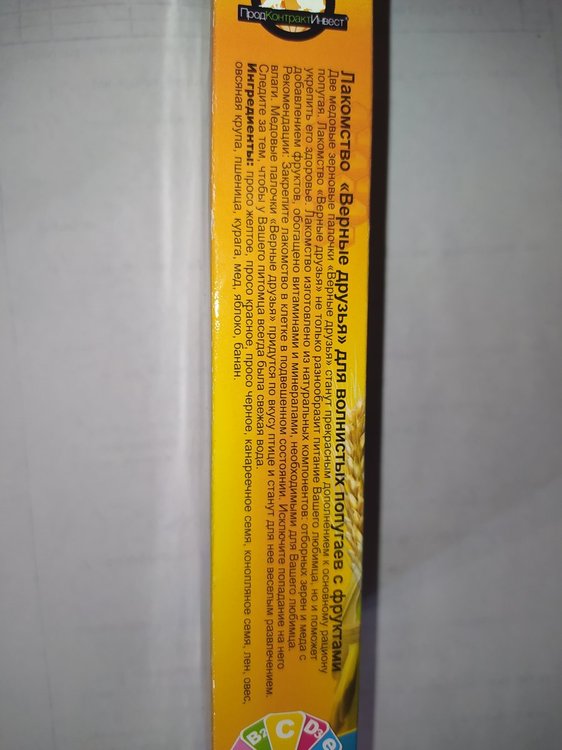 ПродКонтрактИнвест
Лакомство «Верные друзья» для волнистых попугаев с фруктами
Две медовые зерновые палочки «Верные друзья» станут прекрасным дополнением к основному рациону
попугая. Лакомство «Верные друзья» не только разнообразит питание Вашего любимца, но и поможет
укрепить его здоровье. Лакомство изготовлено из натуральных компонентов: отборных зерен и меда с
добавлением фруктов, обогащено витаминами и минералами, необходимыми для Вашего любимца.
Рекомендации: Закрепите лакомство в клетке в подвешенном состоянии. Исключите попадание на него
влаги. Медовые палочки «Верные друзья» придутся по вкусу птице и станут для нее веселым развлечением.
Следите за тем, чтобы у Вашего питомца всегда была свежая вода.
Ингредиенты: просо желтое, просо красное, просо черное, канареечное семя, конопляное семя, лен, овес,
овсяная крупа, пшеница, курага, мед, яблоко, банан.
B2
C
D3
e